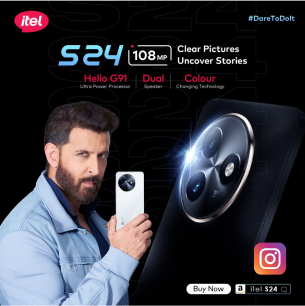 itel
#DareToDoIt
S24 108MP Clear Pictures
Uncover Stories
Helio G91 Dual Colour
Ultra Power Processor Speaker Changing Technology
Buy Now a itel S24